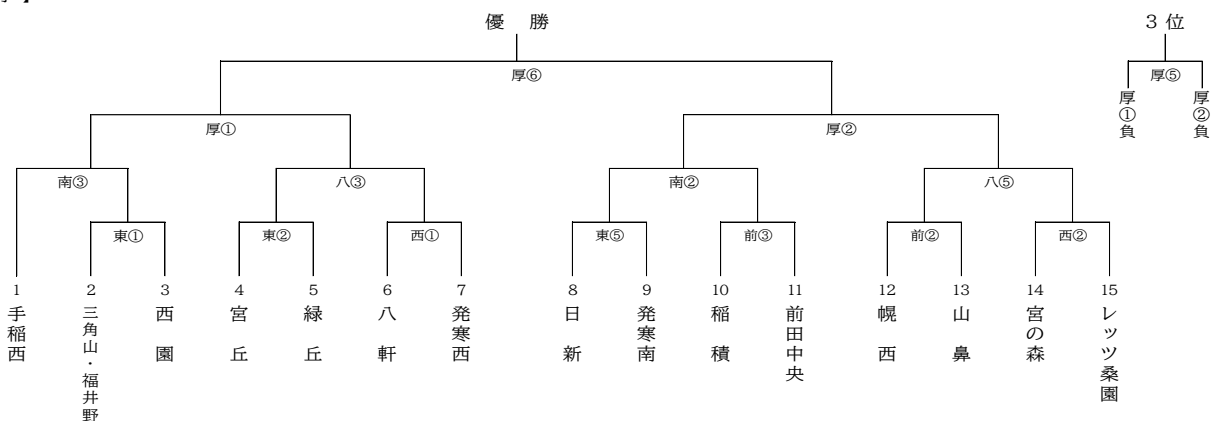 優　勝
3 位
厚⑥
厚⑤
厚①負
厚②負
厚①
厚②
南③
八③
南②
八⑤
東①
東②
西①
東⑤
前③
前②
西②
1 手稲西
2 三角山・福井野
3 西　園
4 宮　丘
5 緑　丘
6 八　軒
7 発寒西
8 日　新
9 発寒南
10 稲　積
11 前田中央
12 幌　西
13 山　鼻
14 宮の森
15 レッツ桑園